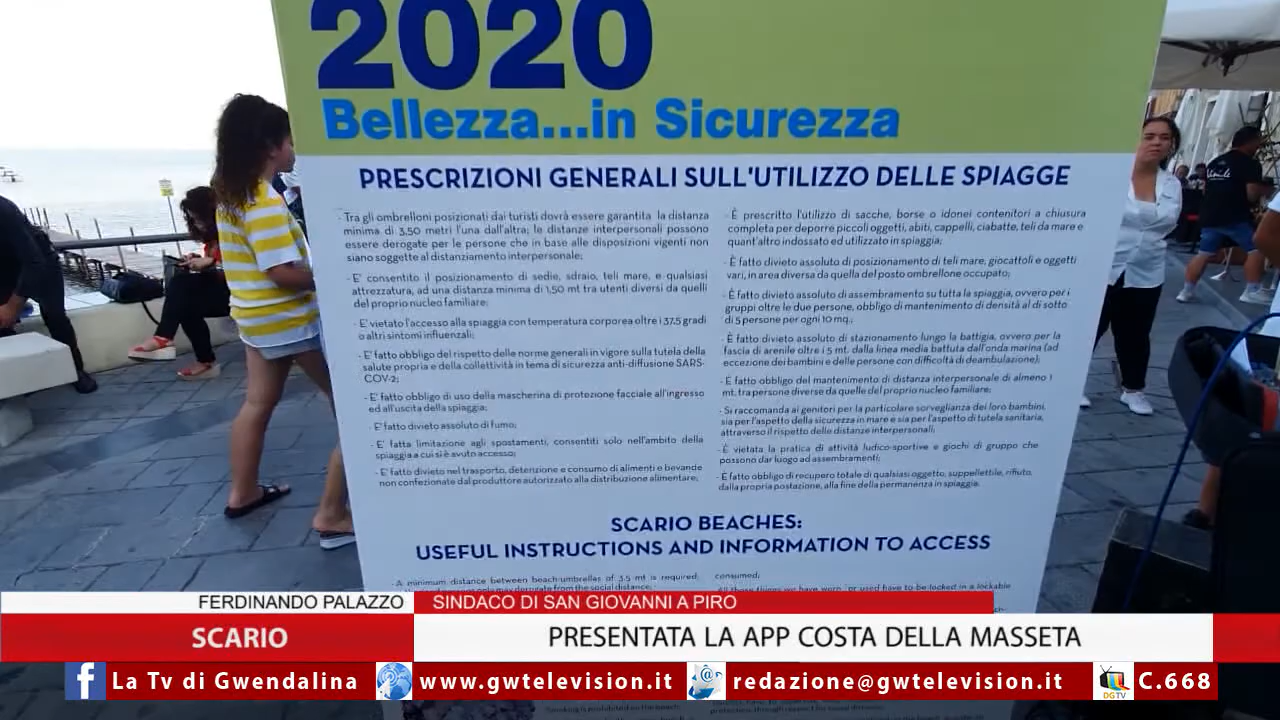 2020
Bellezza...in Sicurezza
PRESCRIZIONI GENERALI SULL'UTILIZZO DELLE SPIAGGE
- Tra gli ombrelloni posizionati dai turisti dovrà essere garantita la distanza
minima di 3,50 metri l'una dall'altra; le distanze interpersonali possono
essere derogate per le persone che in base alle disposizioni vigenti non
siano soggette al distanziamento interpersonale;
- E' consentito il posizionamento di sedie, sdraio, teli mare, e qualsiasi
attrezzatura, ad una distanza minima di 1,50 mt tra utenti diversi da quelli
del proprio nucleo familiare;
- E' vietato l'accesso alla spiaggia con temperatura corporea oltre i 37,5 gradi
o altri sintomi influenzali;
- E' fatto obbligo del rispetto delle norme generali in vigore sulla tutela della
salute propria e della collettività in tema di sicurezza anti-diffusione SARS-
COV-2;
- E' fatto obbligo di uso della mascherina di protezione facciale all'ingresso
ed all'uscita della spiaggia;
- E' fatto divieto assoluto di fumo;
- E' fatta limitazione agli spostamenti, consentiti solo nell'ambito della
spiaggia a cui si è avuto accesso;
- E' fatto divieto nel trasporto, detenzione e consumo di alimenti e bevande
non confezionate dal produttore autorizzato alla distribuzione alimentare;
- È prescritto l'utilizzo di sacche, borse o idonei contenitori a chiusura
completa per deporre piccoli oggetti, abiti, cappelli, ciabatte, teli da mare e
quant'altro indossato ed utilizzato in spiaggia;
- È fatto divieto assoluto di posizionamento di teli mare, giocattoli e oggetti
vari, in area diversa da quella del posto ombrellone occupato;
- È fatto divieto assoluto di assembramento su tutta la spiaggia, ovvero per i
gruppi oltre le due persone, obbligo di mantenimento di densità al di sotto
di 5 persone per ogni 10 mq.;
- È fatto divieto assoluto di stazionamento lungo la battigia, ovvero per la
fascia di arenile oltre i 5 mt. dalla linea media battuta dall'onda marina (ad
eccezione dei bambini e delle persone con difficoltà di deambulazione);
- È fatto obbligo del mantenimento di distanza interpersonale di almeno 1
mt, tra persone diverse da quelle del proprio nucleo familiare;
- Si raccomanda ai genitori per la particolare sorveglianza dei loro bambini,
sia per l'aspetto della sicurezza in mare e sia per l'aspetto di tutela sanitaria,
attraverso il rispetto delle distanze interpersonali;
- È vietata la pratica di attività ludico-sportive e giochi di gruppo che
possono dar luogo ad assembramenti;
- È fatto obbligo di recupero totale di qualsiasi oggetto, suppellettile, rifiuto,
dalla propria postazione, alla fine della permanenza in spiaggia.
SCARIO BEACHES:
USEFUL INSTRUCTIONS AND INFORMATION TO ACCESS
- A minimum distance between beach umbrellas of 3.5 mt is required;
consumed;
FERDINANDO PALAZZO
SINDACO DI SAN GIOVANNI A PIRO
SCARIO
PRESENTATA LA APP COSTA DELLA MASSETA
La Tv di Gwendalina
www.gwtelevision.it
redazione@gwtelevision.it
DGTV
C.668